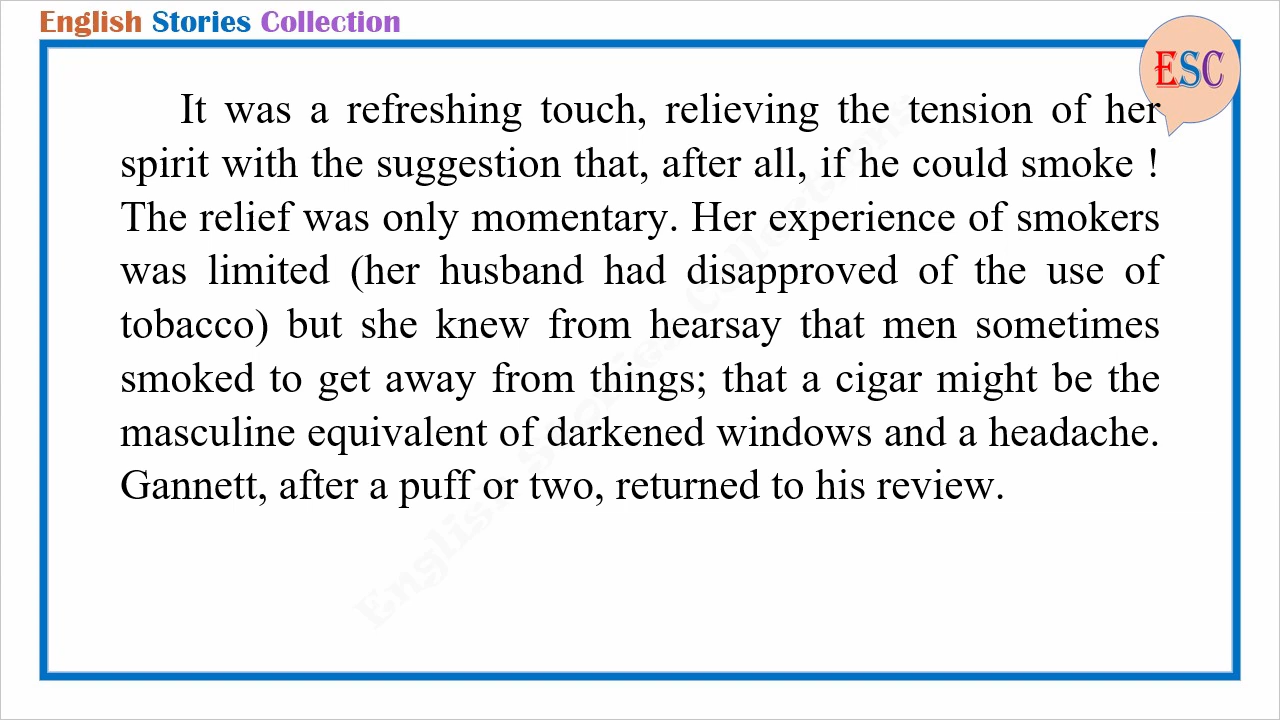 English Stories Collection
ESC
It was a refreshing touch, relieving the tension of her
spirit with the suggestion that, after all, if he could smoke !
The relief was only momentary. Her experience of smokers
was limited (her husband had disapproved of the use of
tobacco) but she knew from hearsay that men sometimes
smoked to get away from things; that a cigar might be the
masculine equivalent of darkened windows and a headache.
Gannett, after a puff or two, returned to his review.
English Stories Collection